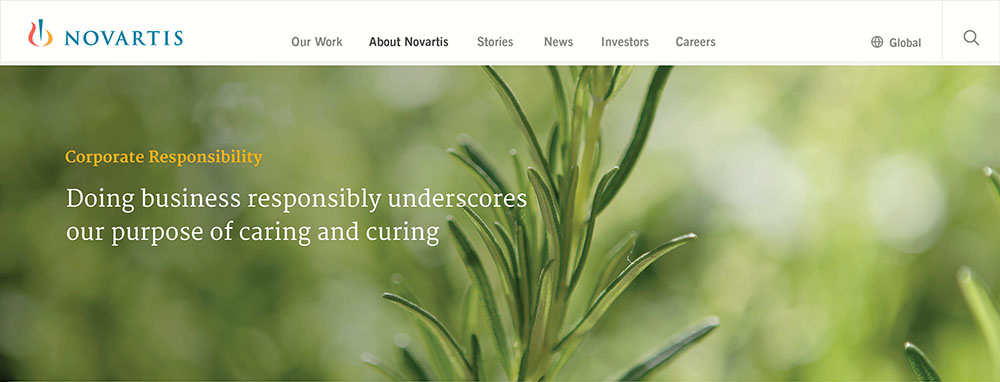 NOVARTIS
Our Work
About Novartis
Stories
News
Investors
Careers
Global
Corporate Responsibility
Doing business responsibly underscores
our purpose of caring and curing